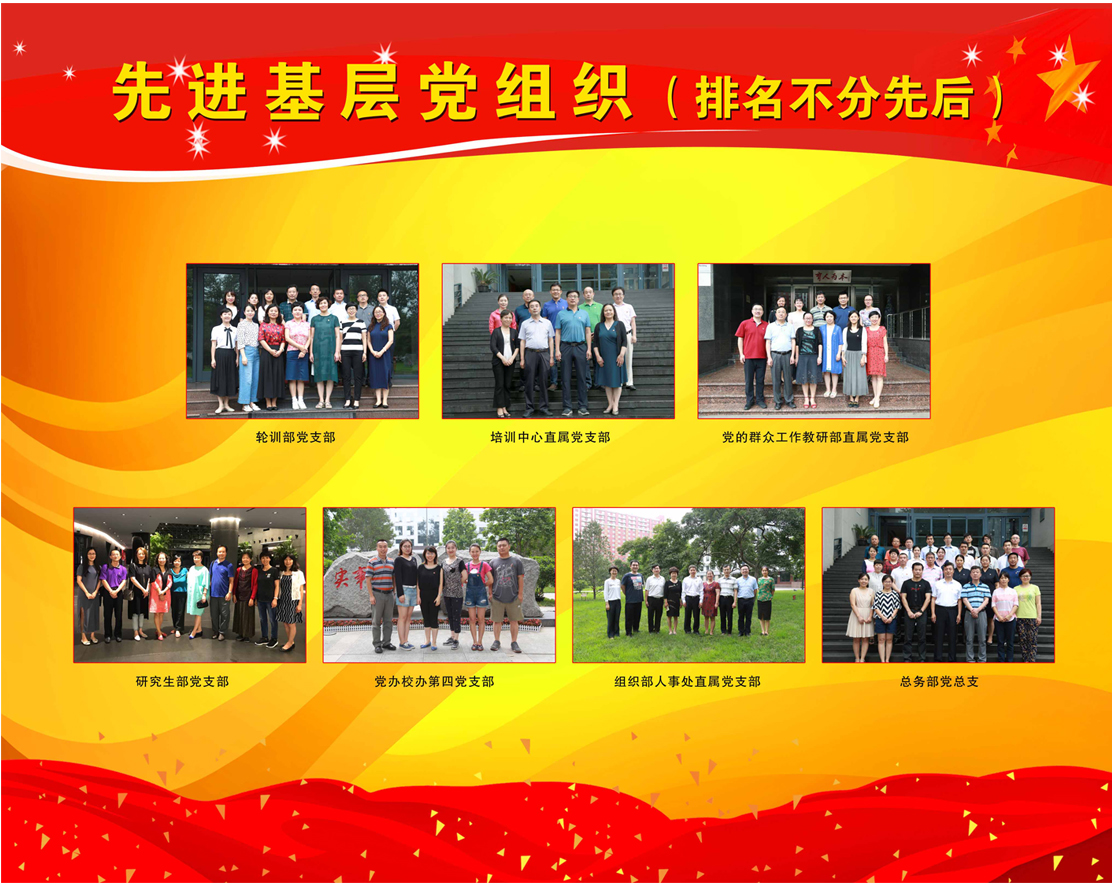 先进基层党组织（排名不分先后）
轮训部党支部
培训中心直属党支部
党的群众工作教研部直属党支部
研究生部党支部
党办校办第四党支部
组织部人事处直属党支部
总务部党总支